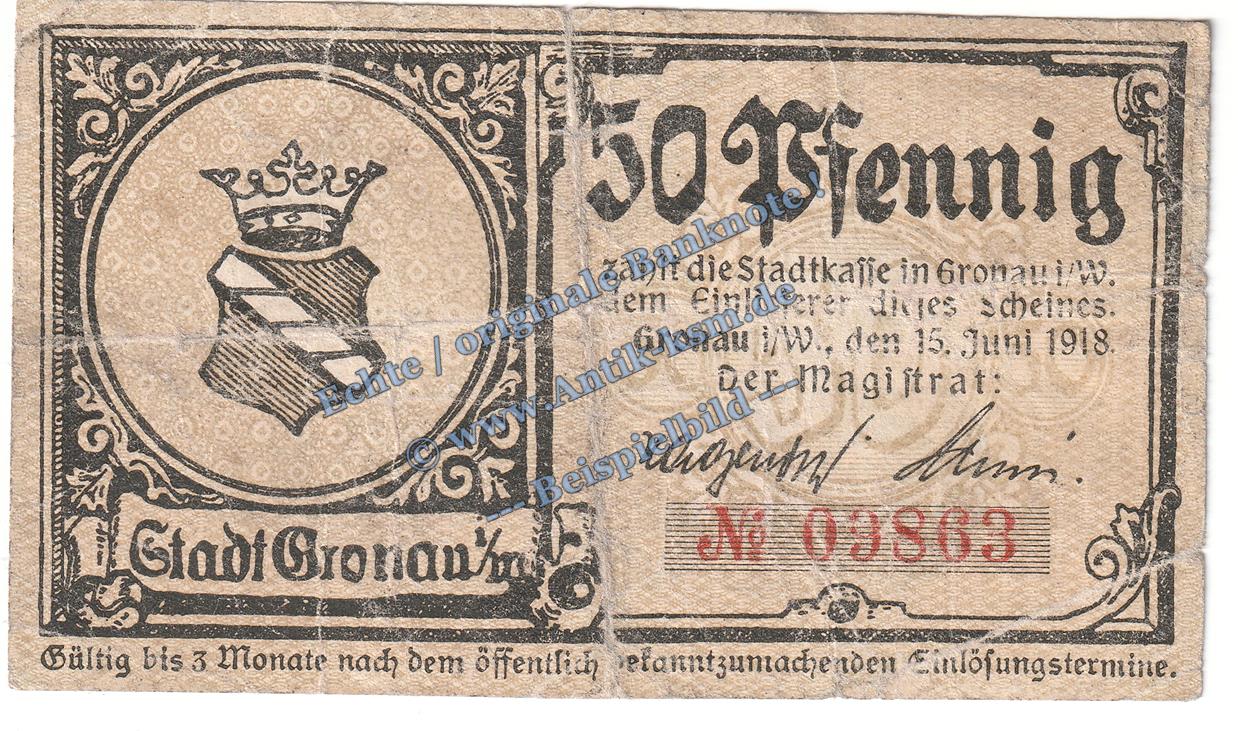 50 Pfennig
zahlt die Stadtkasse in Gronau i/W.
dem Einlieferer dieses Scheines.
Gronau i/W., den 15. Juni 1918.
Der Magistrat:
№ 09863
Stadt Gronau i/W
Gültig bis 3 Monate nach dem öffentlich bekanntzumachenden Einlösungstermine.
Echte / originale Banknote !
© www.Antik-ksm.de
--- Beispielbild ---